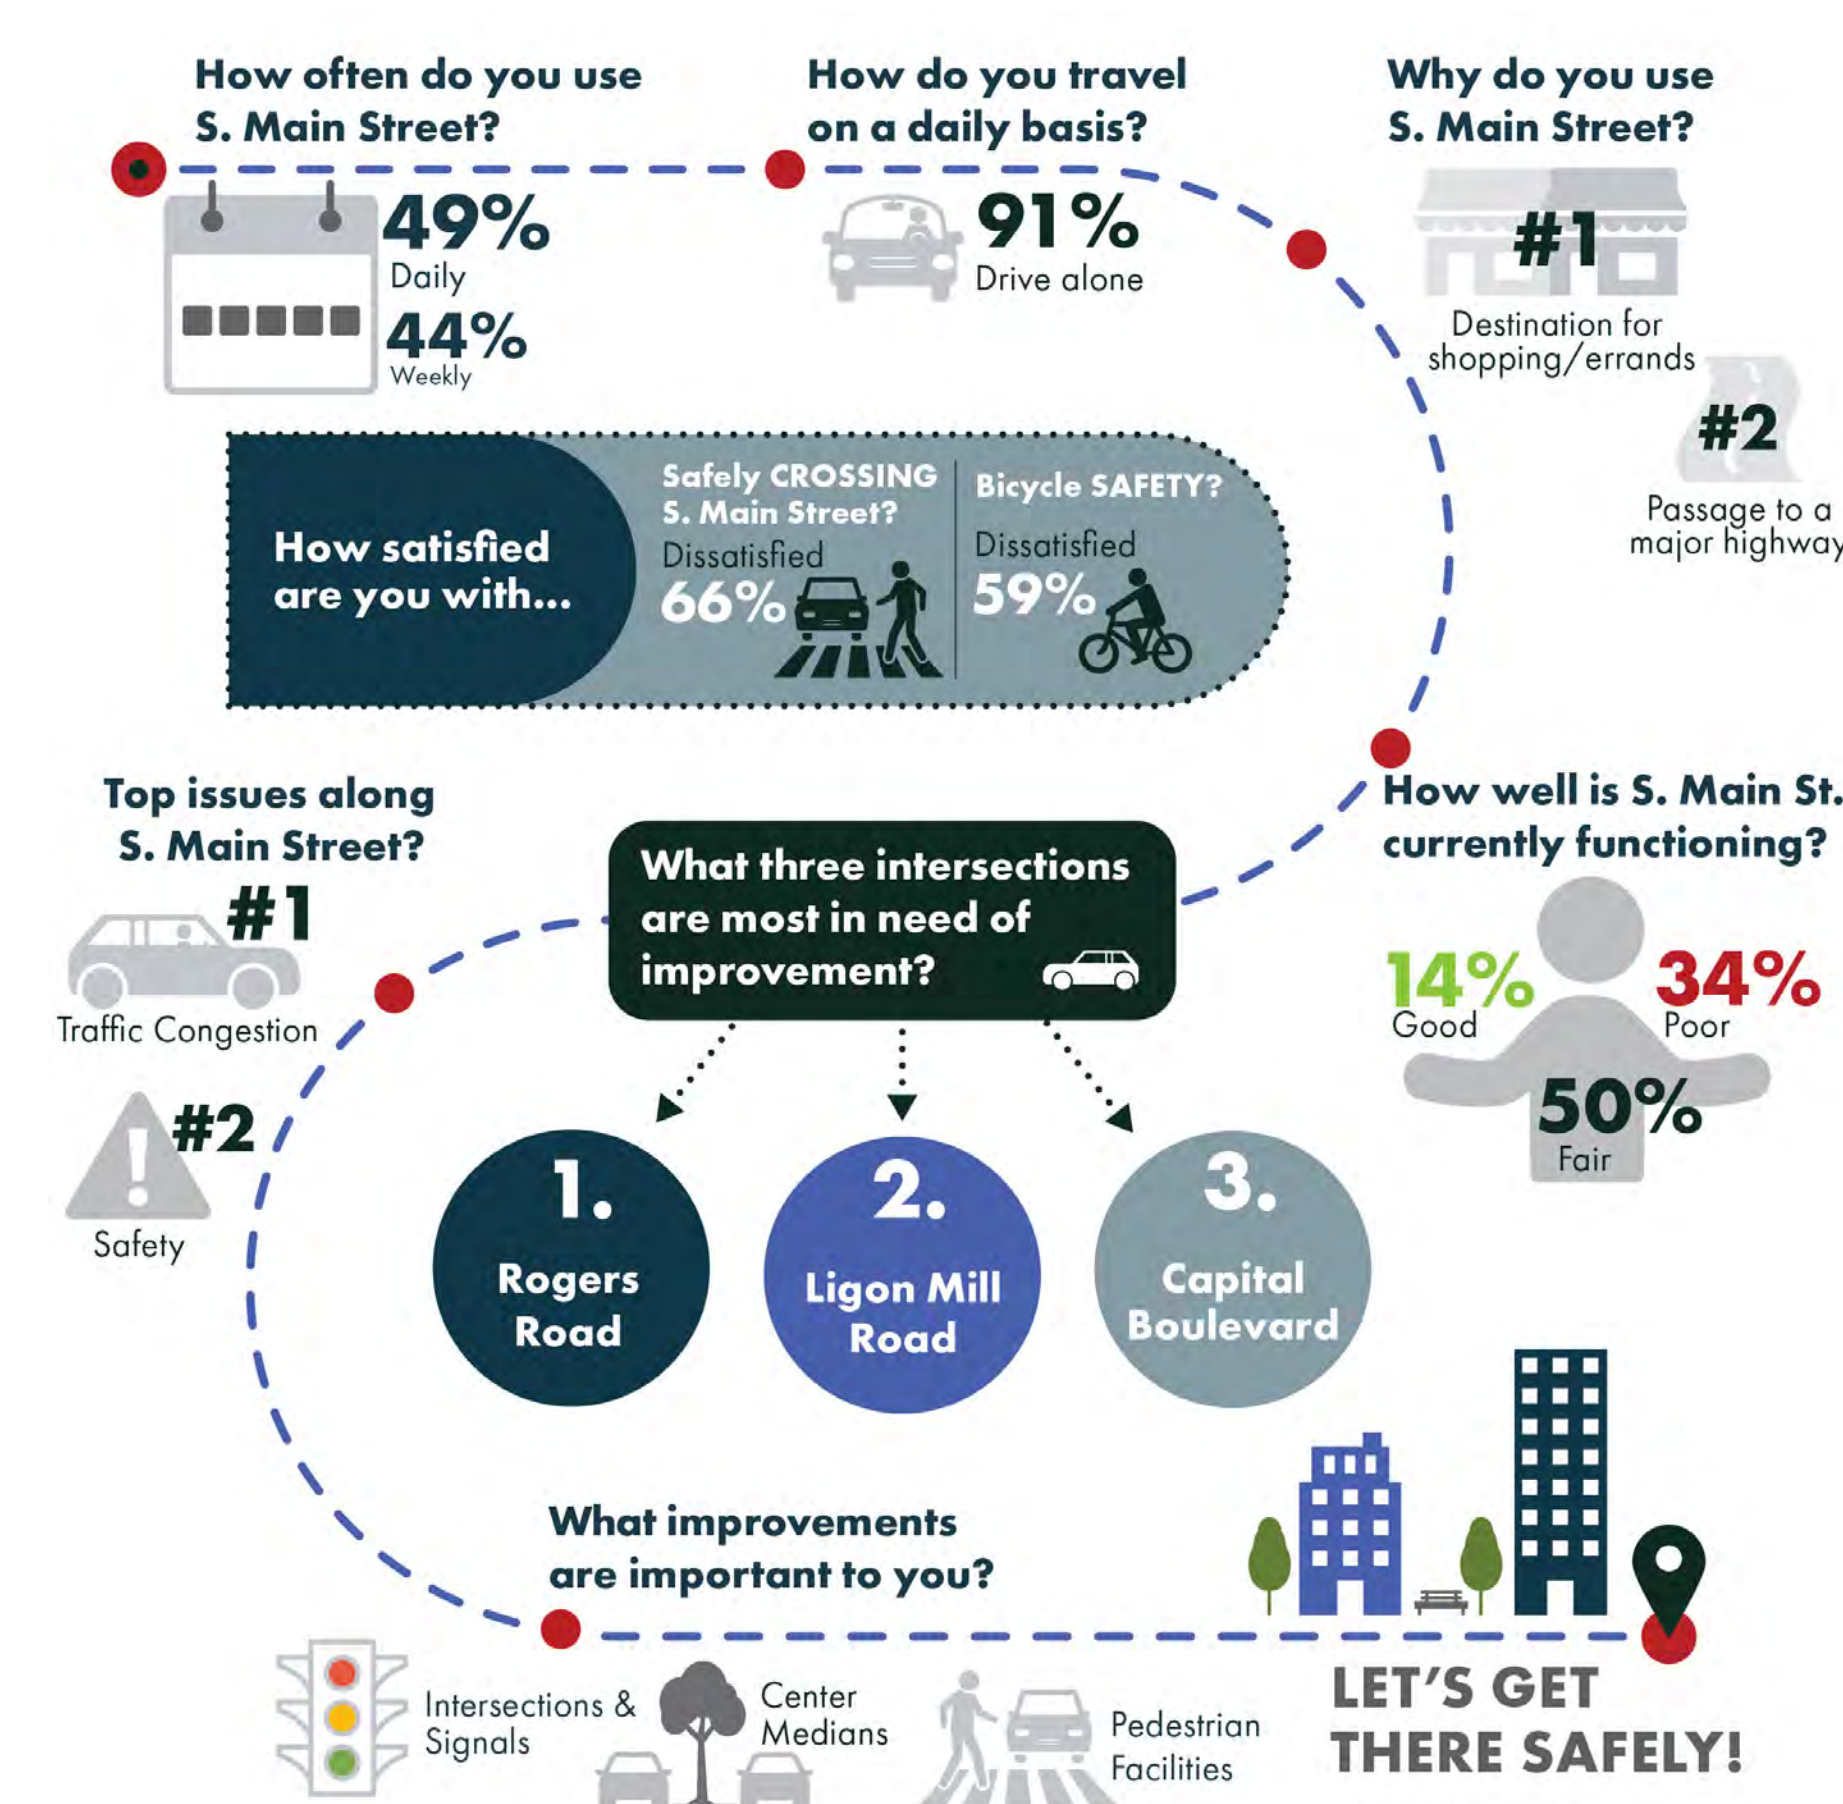 How often do you use
S. Main Street?
49%
Daily
44%
Weekly
How do you travel
on a daily basis?
91%
Drive alone
Why do you use
S. Main Street?
#1
Destination for
shopping/errands
#2
Passage to a
major highway
How satisfied
are you with...
Safely CROSSING
S. Main Street?
Dissatisfied
66%
Bicycle SAFETY?
Dissatisfied
59%
How well is S. Main St.
currently functioning?
14%
Good
34%
Poor
50%
Fair
What three intersections
are most in need of
improvement?
1.
Rogers
Road
2.
Ligon Mill
Road
3.
Capital
Boulevard
Top issues along
S. Main Street?
#1
Traffic Congestion
#2
Safety
What improvements
are important to you?
Intersections &
Signals
Center
Medians
Pedestrian
Facilities
LET'S GET
THERE SAFELY!